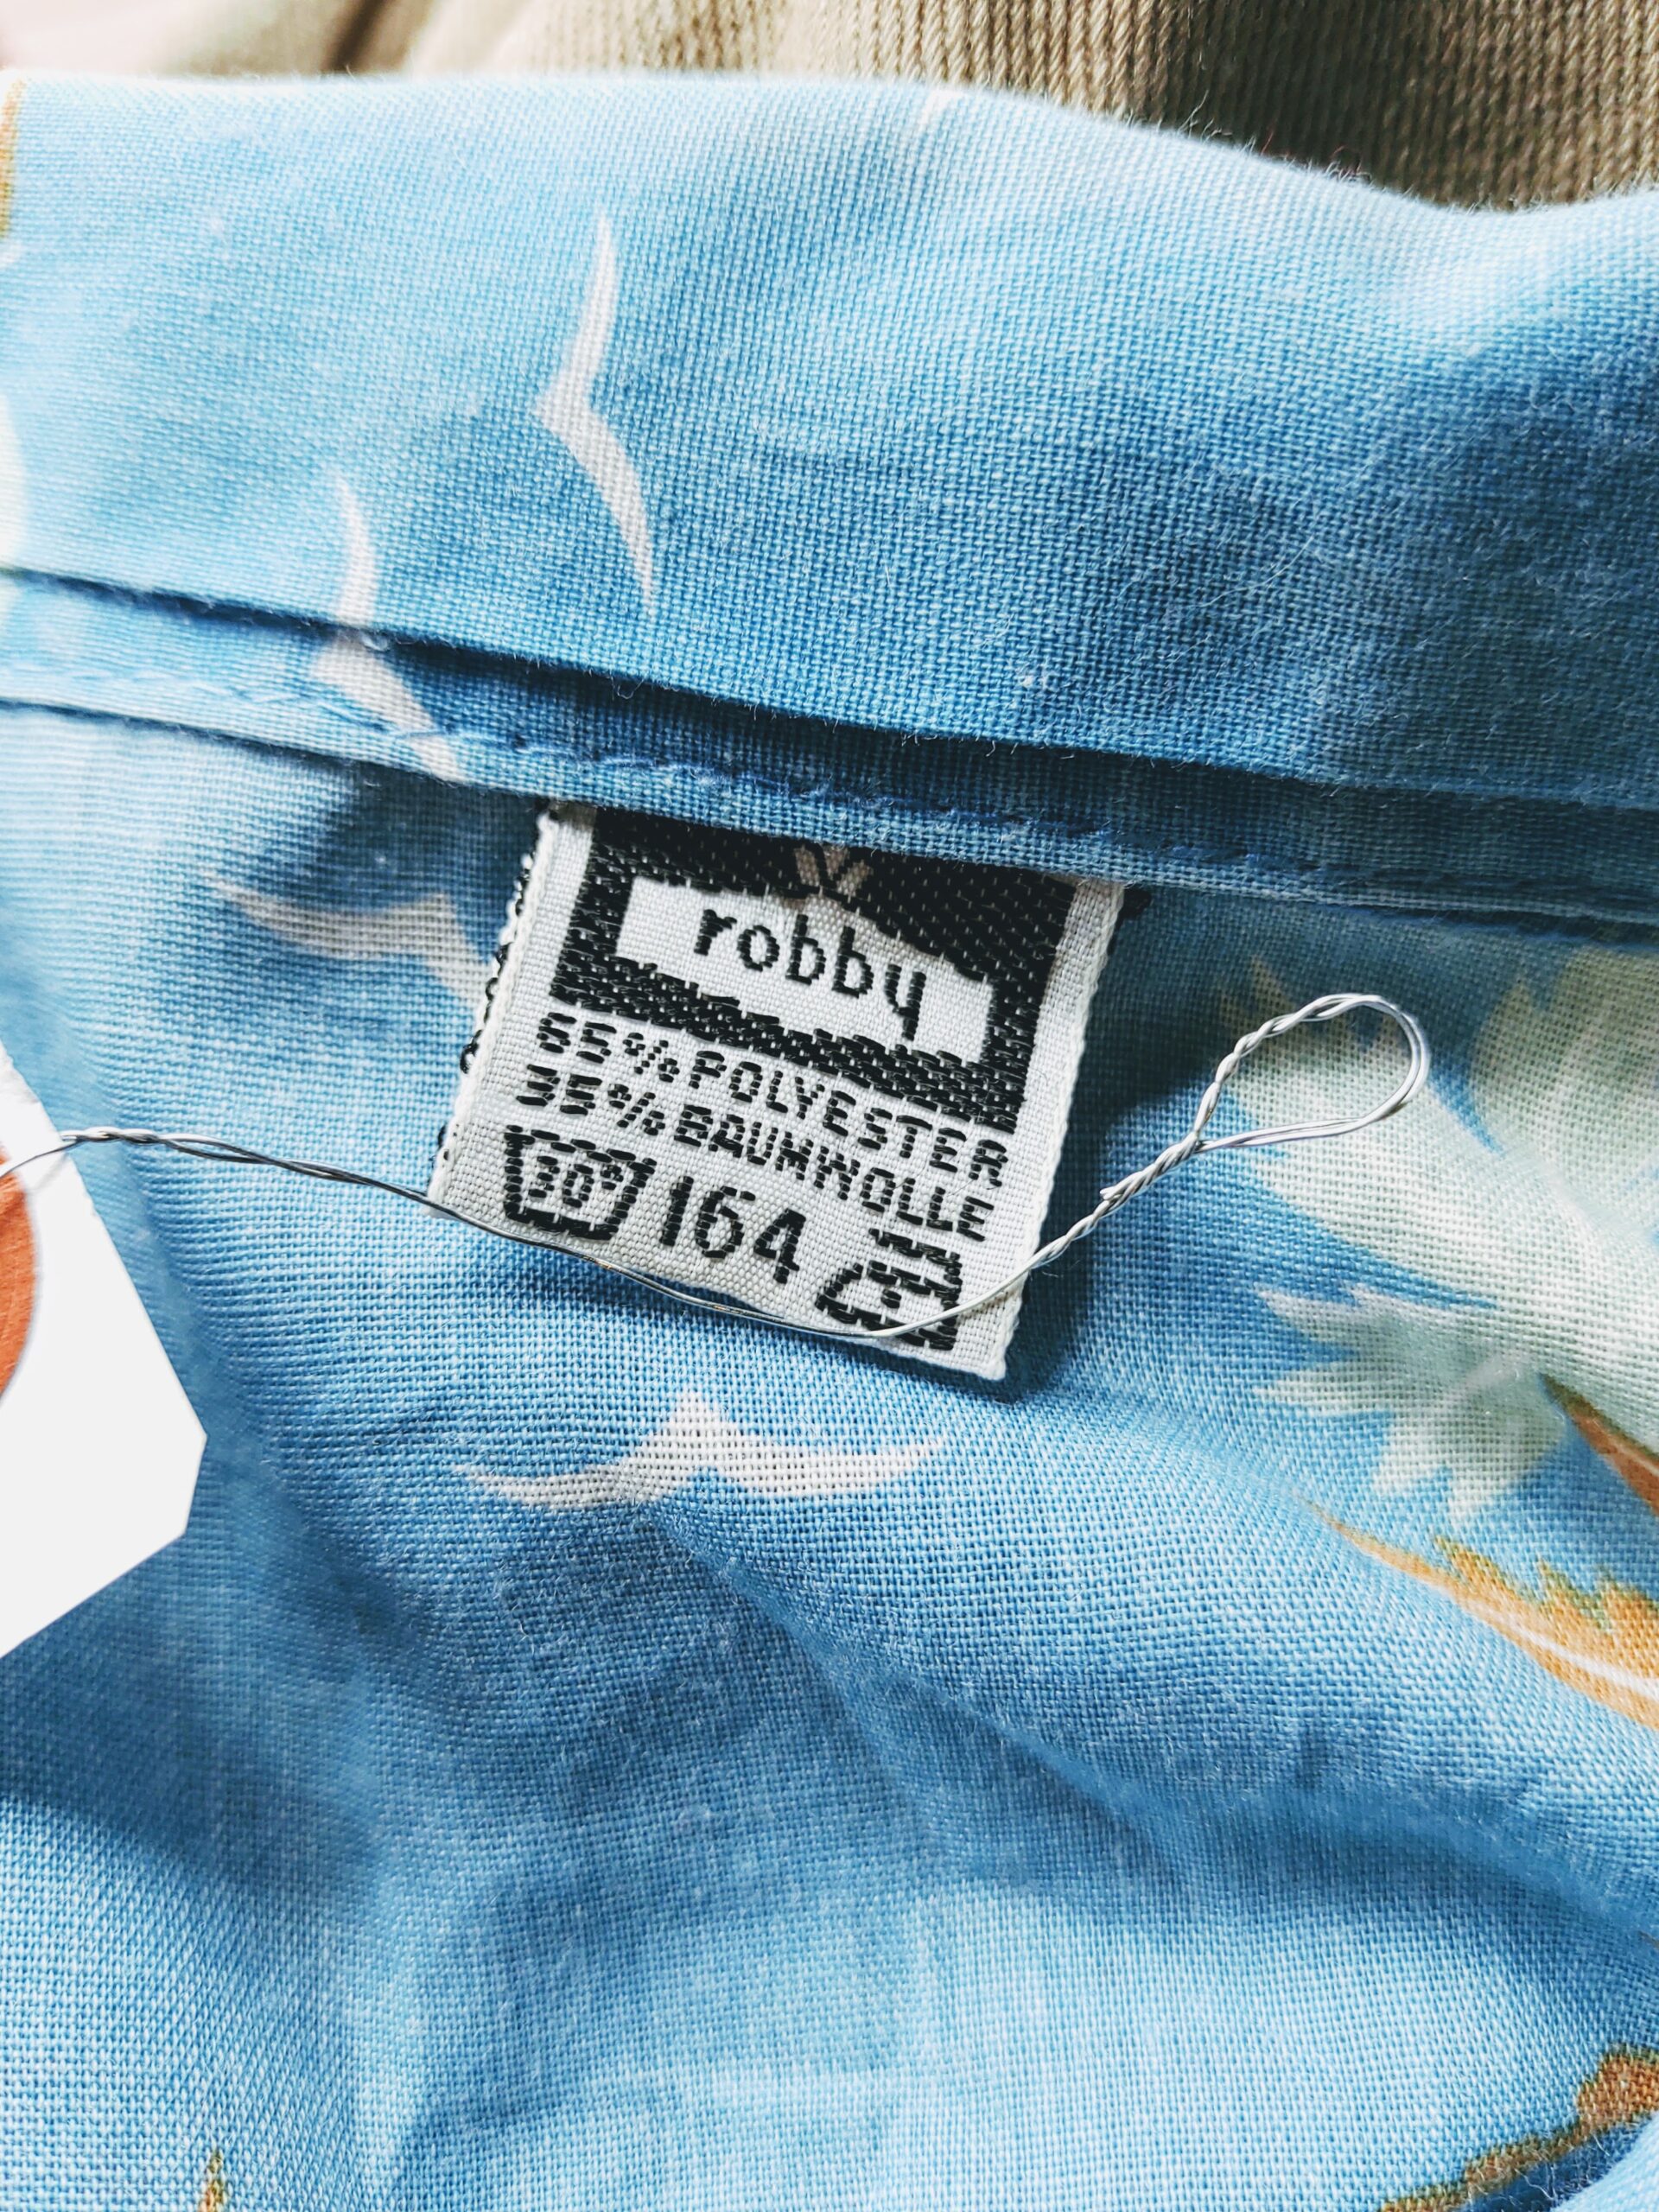 robby
65% POLYESTER
35% BAUMWOLLE
30° 164